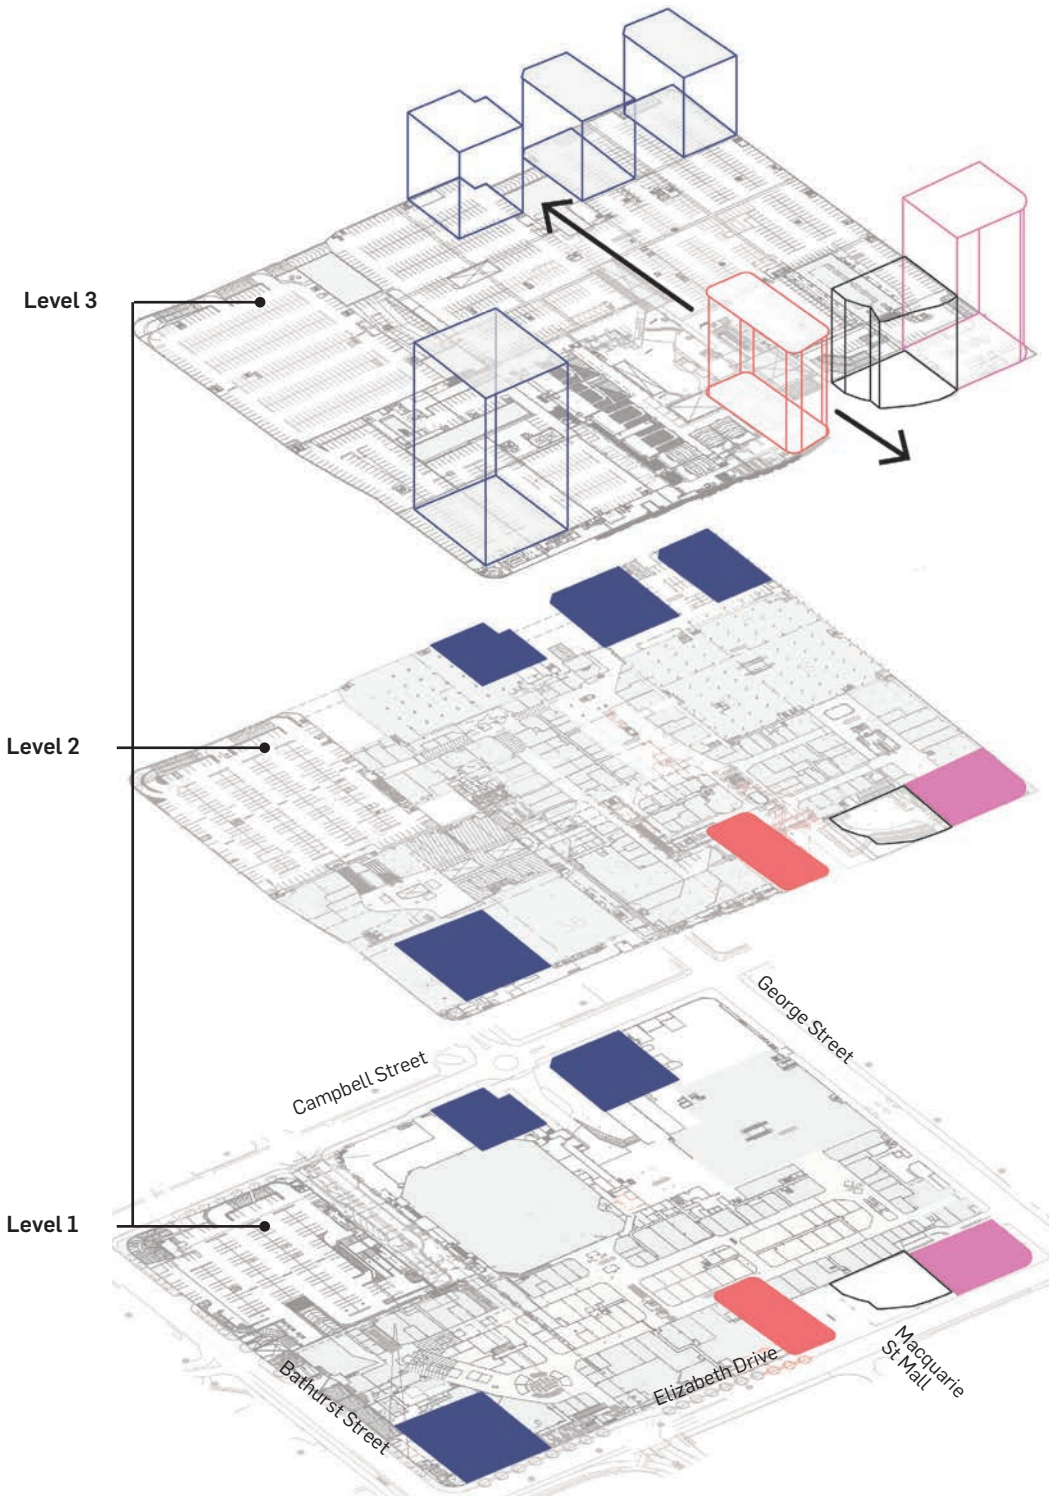 Level 3
Level 2
George Street
Campbell Street
Level 1
Macquarie
St Mall
Elizabeth Drive
Bathurst Street